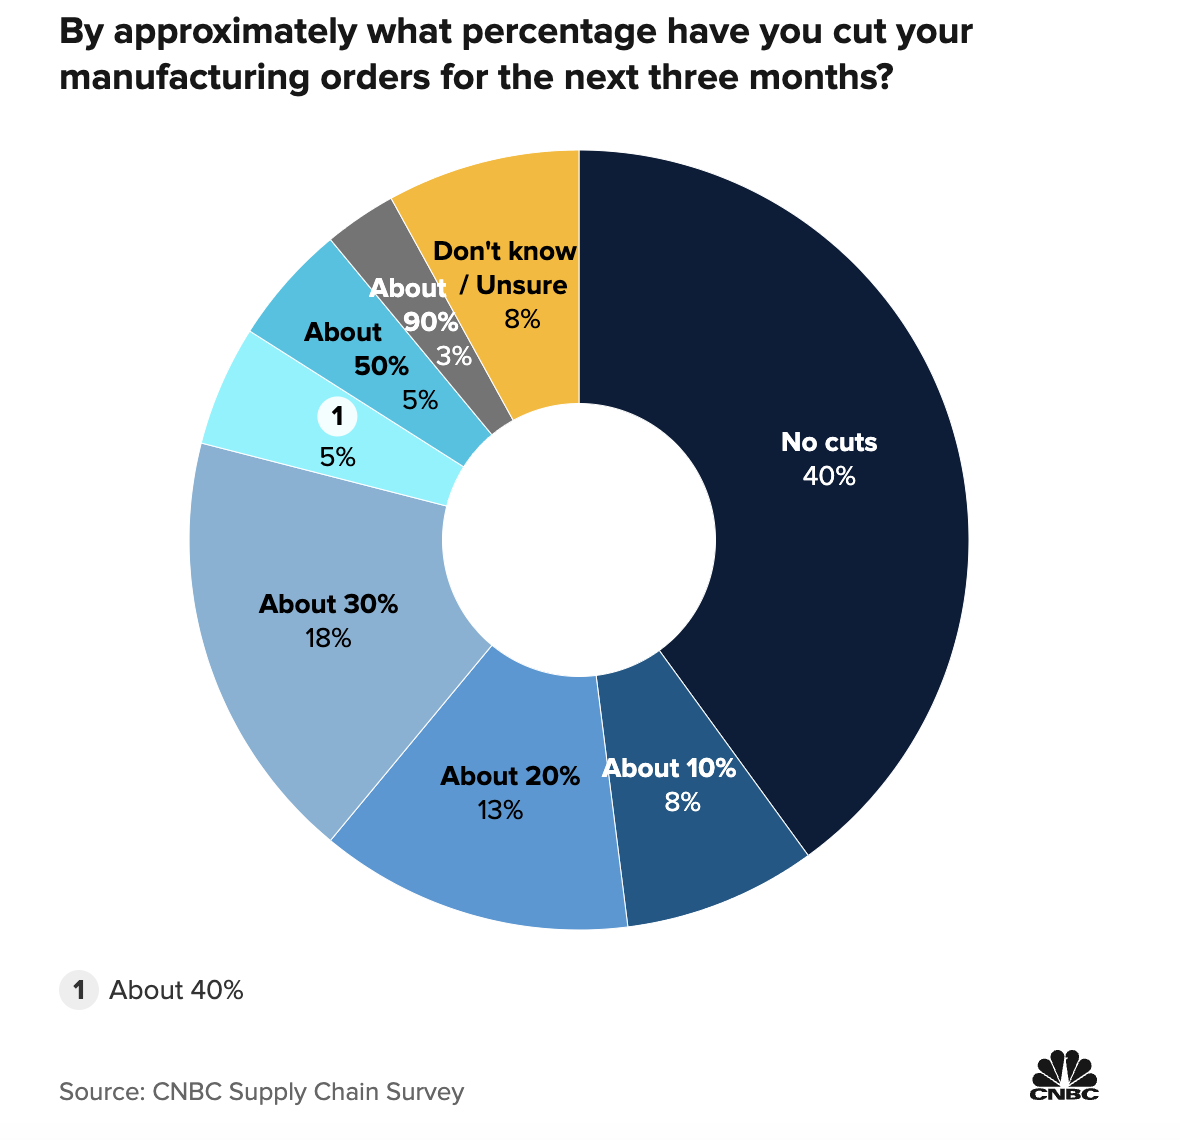 By approximately what percentage have you cut your
manufacturing orders for the next three months?
Don't know
/ Unsure
8%
About
90%
3%
About
50%
5%
1
5%
No cuts
40%
About 30%
18%
About 20%
13%
About 10%
8%
1 About 40%
Source: CNBC Supply Chain Survey
CNBC